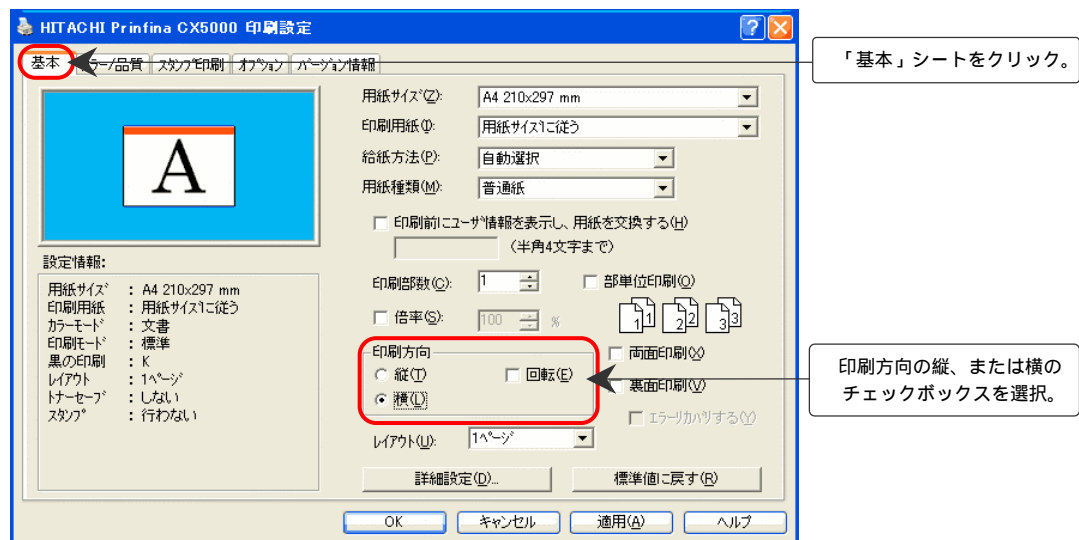 HITACHI Prinfina CX5000 印刷設定
基本
カラー/品質 スタンプ印刷 オプション バージョン情報
「基本」シートをクリック。
A
用紙サイズ(Z): A4 210x297 mm
印刷用紙(I): 用紙サイズに従う
給紙方法(P): 自動選択
用紙種類(M): 普通紙
印刷前にユーザ情報を表示し、用紙を交換する(H)
(半角4文字まで)
設定情報:
用紙サイズ : A4 210x297 mm
印刷用紙 : 用紙サイズに従う
カラーモード : 文書
印刷モード : 標準
黒の印刷 : K
レイアウト : 1ページ
トナーセーブ : しない
スタンプ : 行わない
印刷部数(C): 1
部単位印刷(O)
倍率(S): 100 %
1 1 2 2 3 3
印刷方向
縦(T) 回転(E)
横(L)
両面印刷(X)
裏面印刷(V)
エラーリカバリする(Y)
印刷方向の縦、または横の
チェックボックスを選択。
レイアウト(U): 1ページ
詳細設定(D)... 標準値に戻す(R)
OK キャンセル 適用(A) ヘルプ